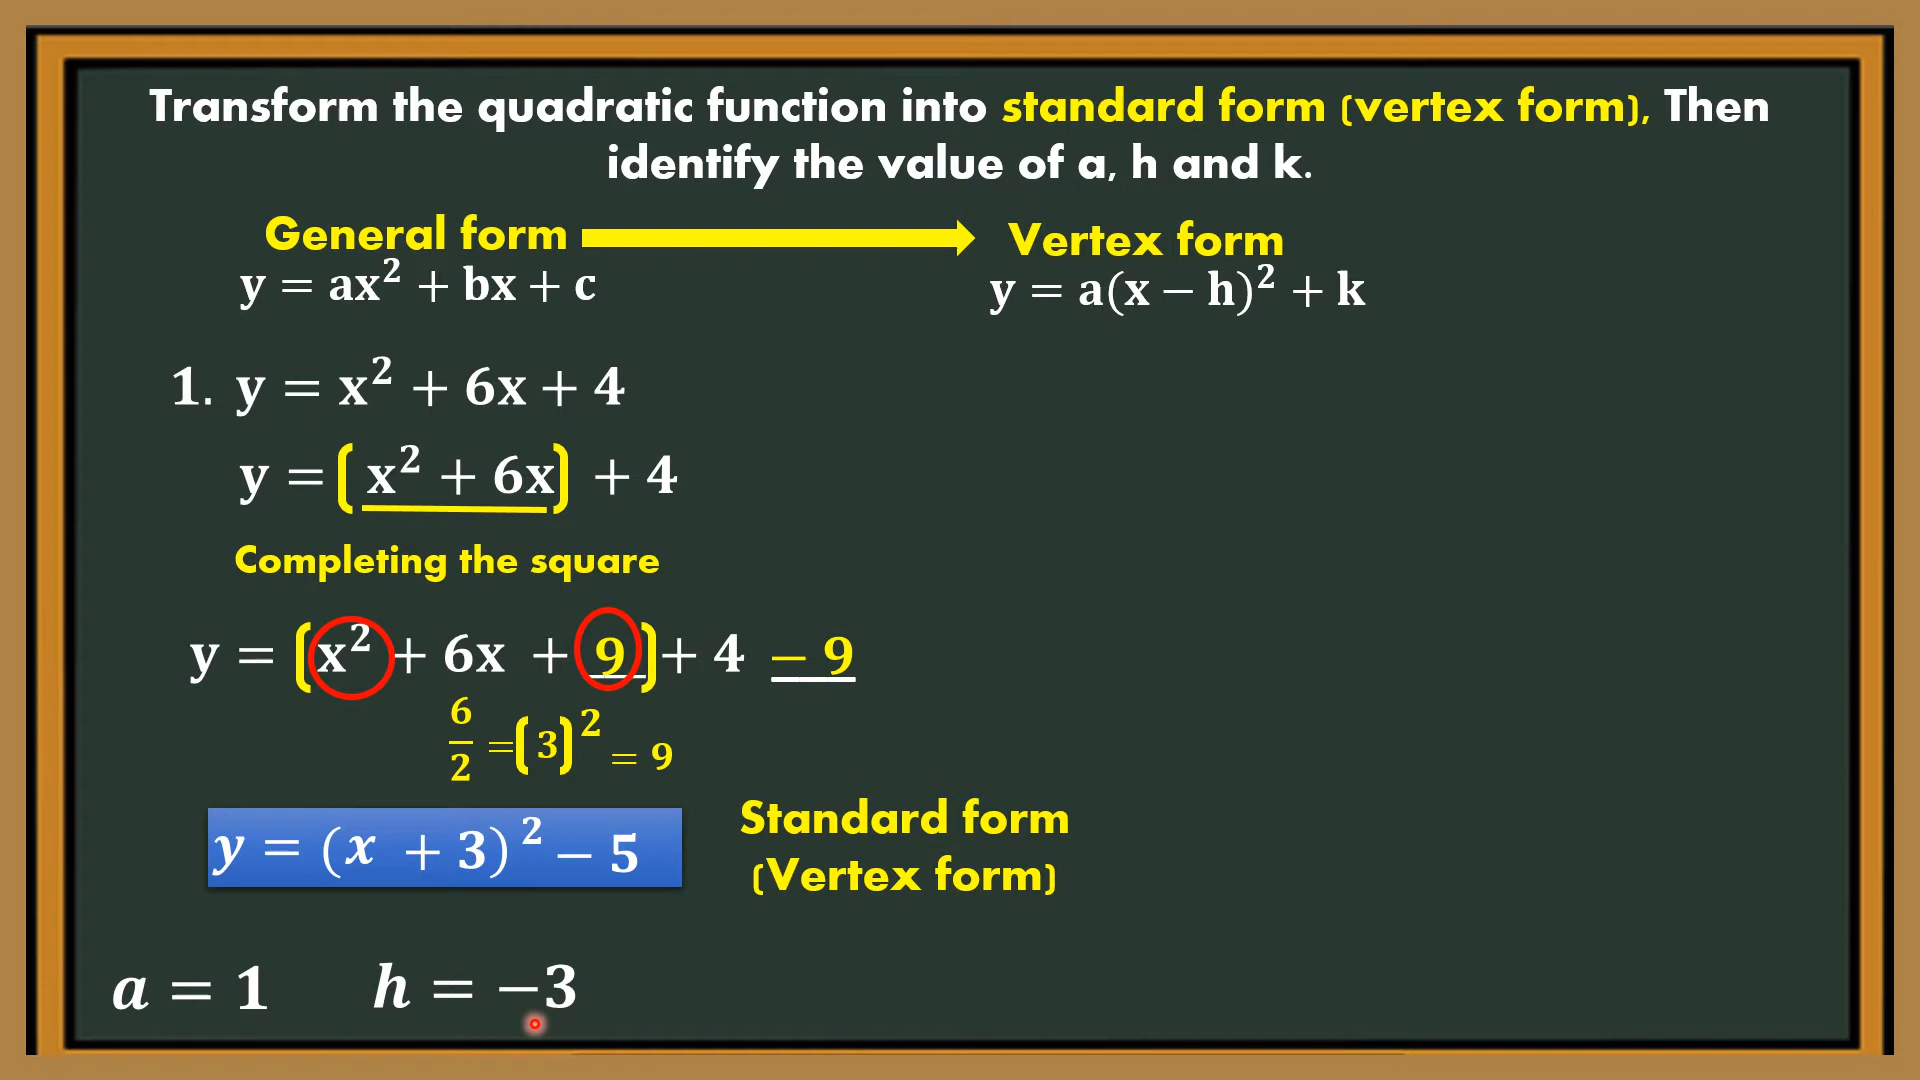 Transform the quadratic function into standard form (vertex form), Then
identify the value of a, h and k.
General form Vertex form
y = ax² + bx + c y = a(x − h)² + k
1. y = x² + 6x + 4
y = ( x² + 6x ) + 4
Completing the square
y = ( x² + 6x + 9 ) + 4 − 9
6/2 = (3)² = 9
y = (x + 3)² − 5
Standard form
(Vertex form)
a = 1 h = −3